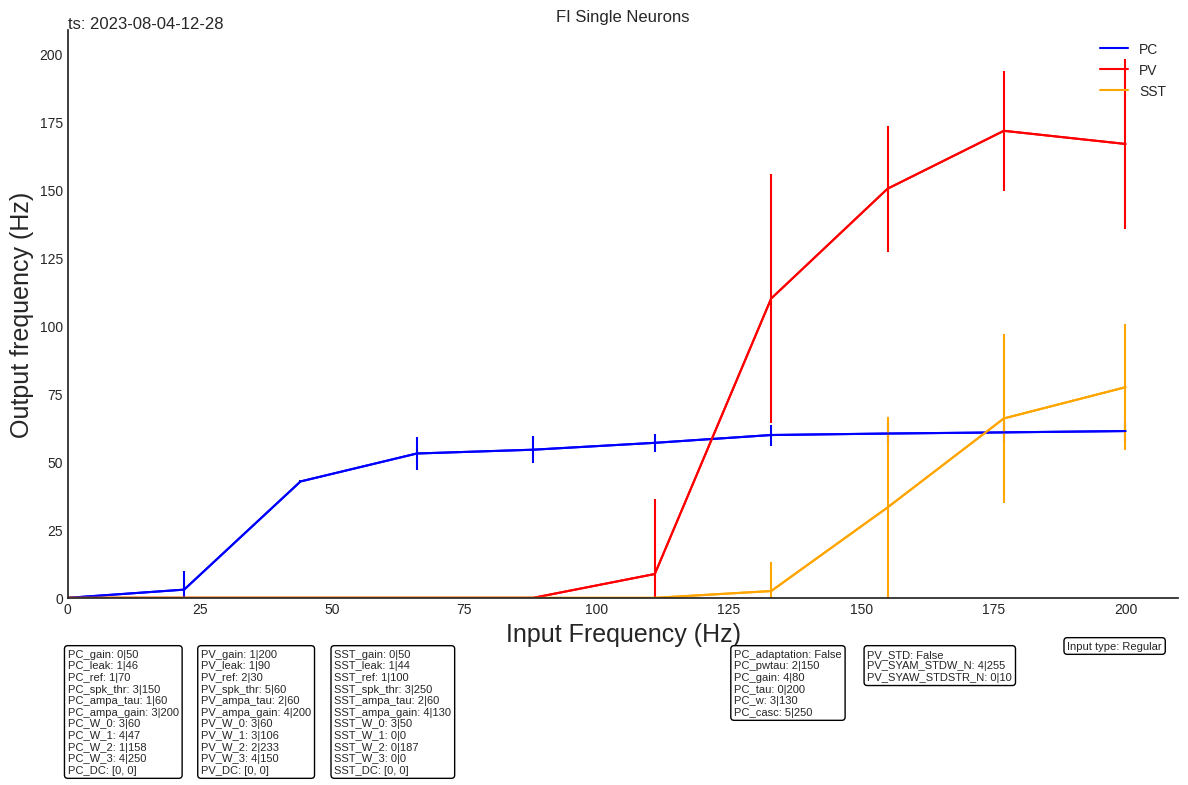 ts: 2023-08-04-12-28
FI Single Neurons
PC
PV
SST
Output frequency (Hz)
200
175
150
125
100
75
50
25
0
0 25 50 75 100 125 150 175 200
Input Frequency (Hz)
PC_gain: 0|50
PC_leak: 1|46
PC_ref: 1|70
PC_spk_thr: 3|150
PC_ampa_tau: 1|60
PC_ampa_gain: 3|200
PC_W_0: 3|60
PC_W_1: 4|47
PC_W_2: 1|158
PC_W_3: 4|250
PC_DC: [0, 0]
PV_gain: 1|200
PV_leak: 1|90
PV_ref: 2|30
PV_spk_thr: 5|60
PV_ampa_tau: 2|60
PV_ampa_gain: 4|200
PV_W_0: 3|60
PV_W_1: 3|106
PV_W_2: 2|233
PV_W_3: 4|150
PV_DC: [0, 0]
SST_gain: 0|50
SST_leak: 1|44
SST_ref: 1|100
SST_spk_thr: 3|250
SST_ampa_tau: 2|60
SST_ampa_gain: 4|130
SST_W_0: 3|50
SST_W_1: 0|0
SST_W_2: 0|187
SST_W_3: 0|0
SST_DC: [0, 0]
PC_adaptation: False
PC_pwtau: 2|150
PC_gain: 4|80
PC_tau: 0|200
PC_w: 3|130
PC_casc: 5|250
PV_STD: False
PV_SYAM_STDW_N: 4|255
PV_SYAW_STDSTR_N: 0|10
Input type: Regular